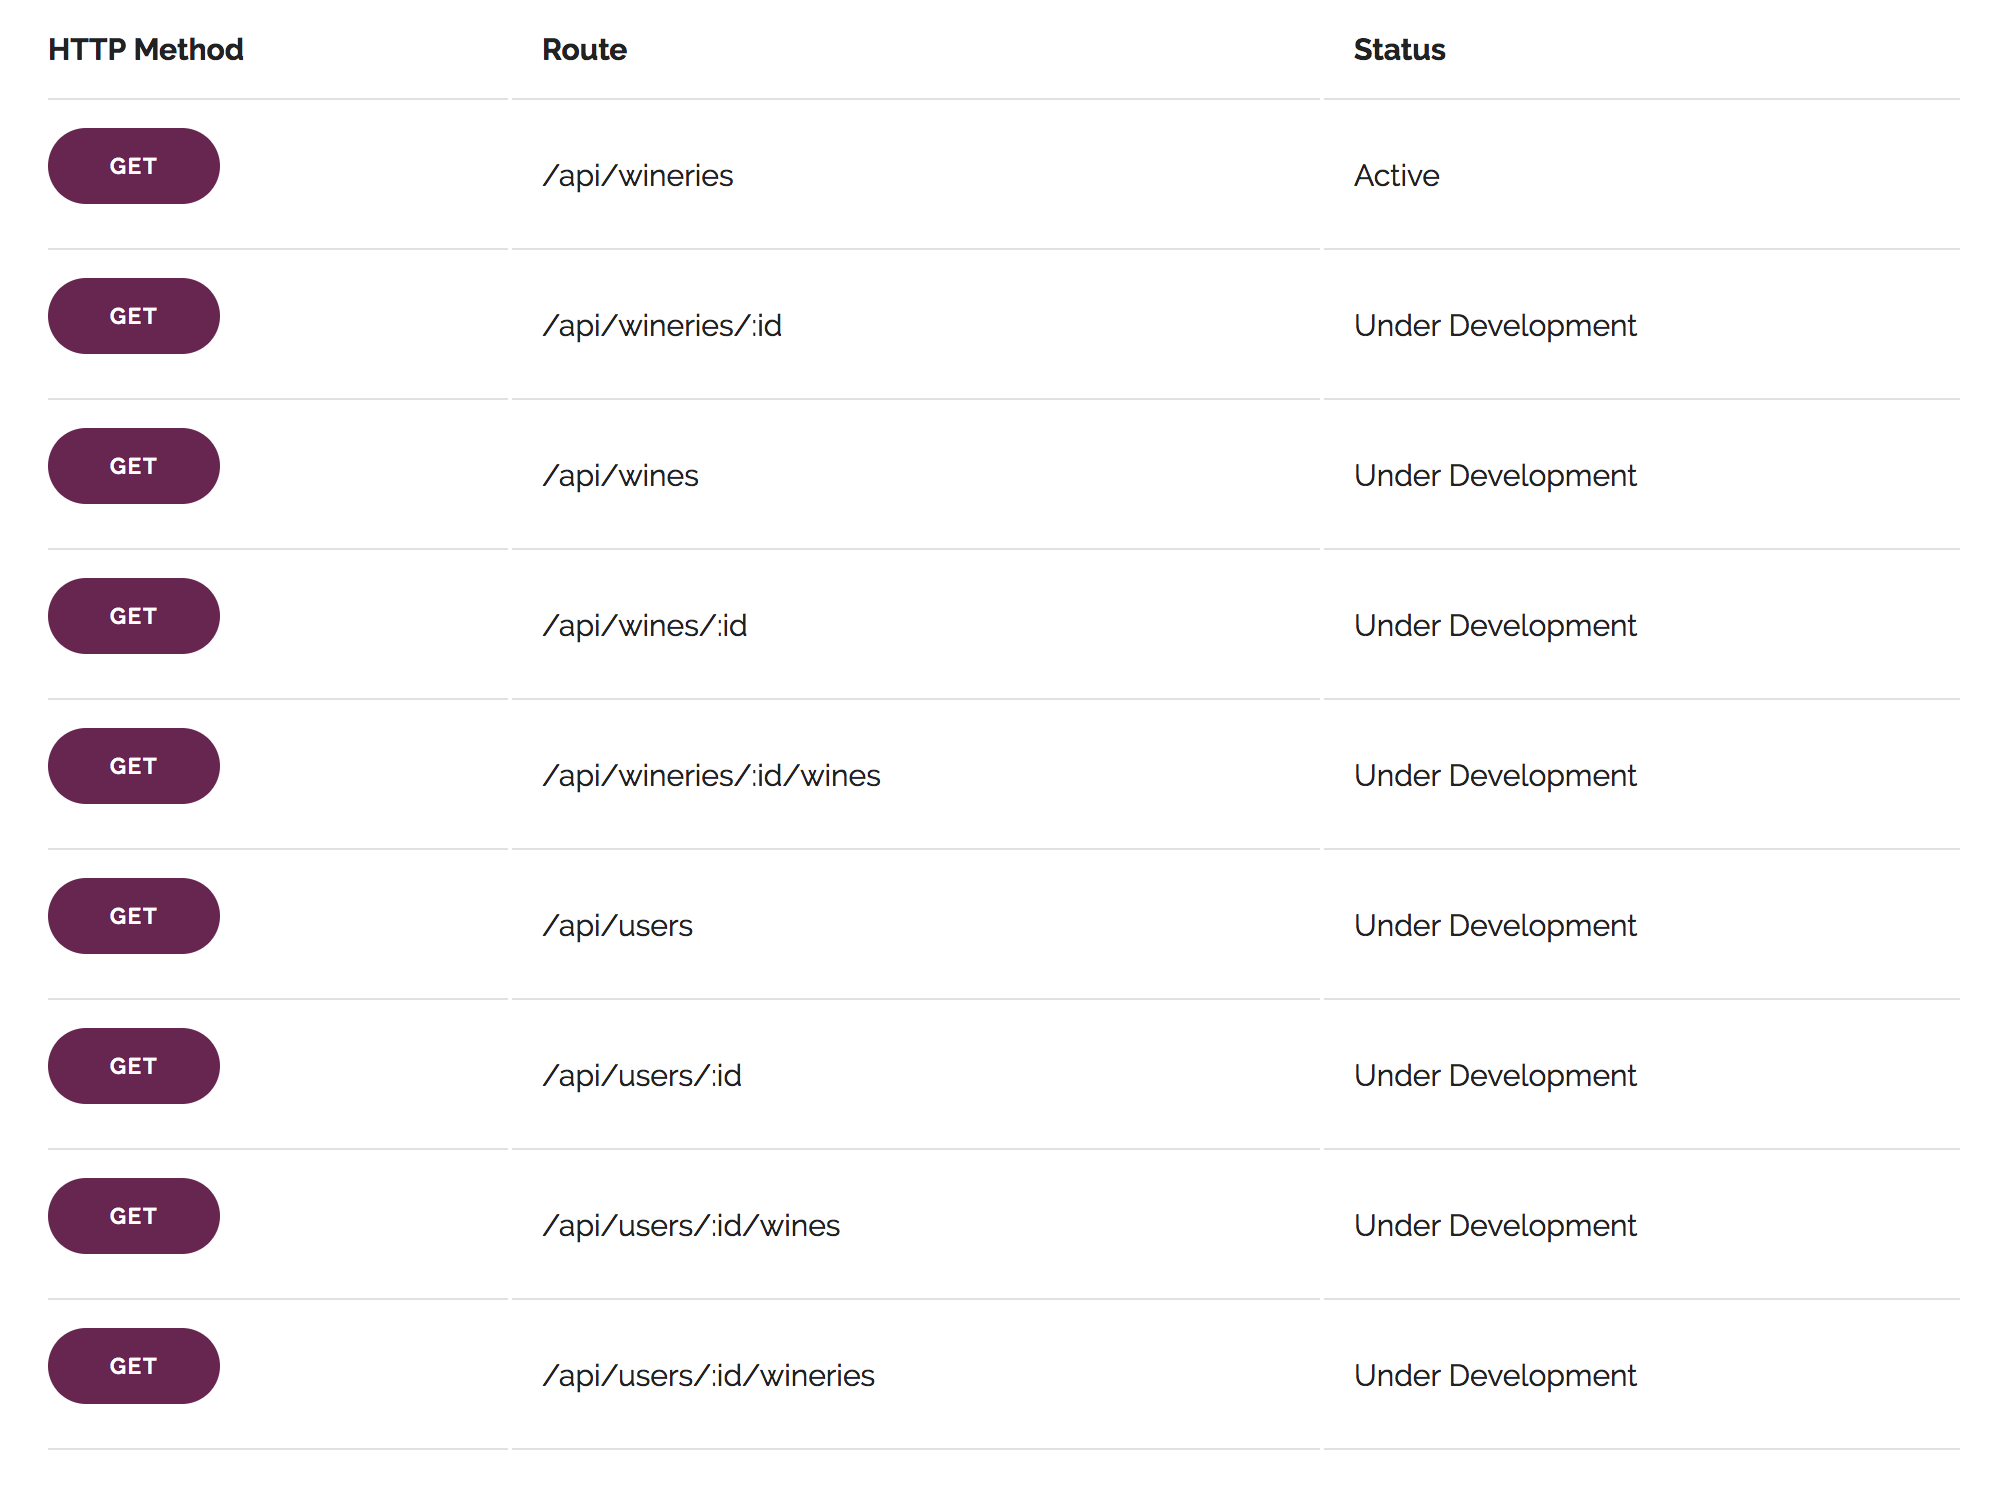 HTTP Method Route Status
GET /api/wineries Active
GET /api/wineries/:id Under Development
GET /api/wines Under Development
GET /api/wines/:id Under Development
GET /api/wineries/:id/wines Under Development
GET /api/users Under Development
GET /api/users/:id Under Development
GET /api/users/:id/wines Under Development
GET /api/users/:id/wineries Under Development